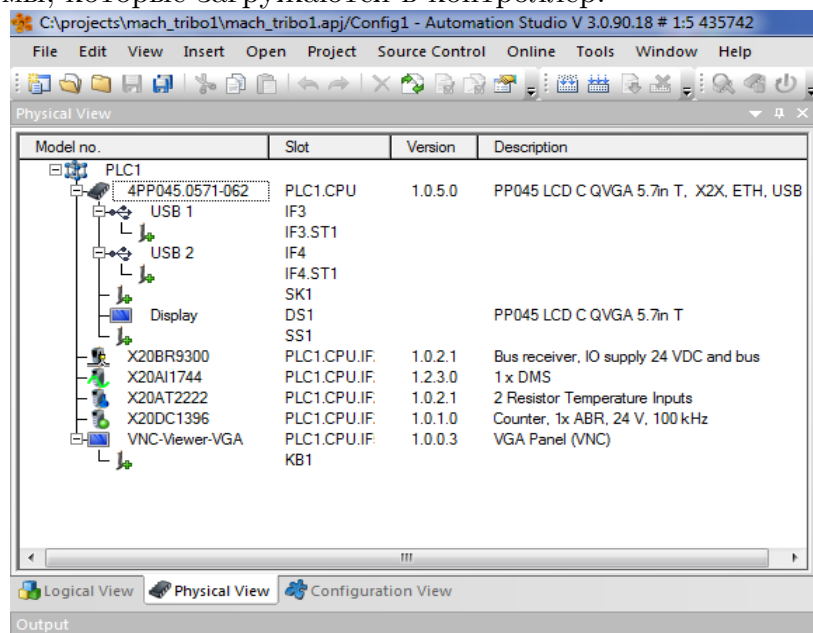 мы, которые загружаются в контроллер.
C:\projects\mach_tribo1\mach_tribo1.apj/Config1 - Automation Studio V 3.0.90.18 # 1:5 435742
File Edit View Insert Open Project Source Control Online Tools Window Help
Physical View
Model no. Slot Version Description
PLC1
4PP045.0571-062 PLC1.CPU 1.0.5.0 PP045 LCD C QVGA 5.7in T, X2X, ETH, USB
USB 1 IF3
IF3.ST1
USB 2 IF4
IF4.ST1
SK1
Display DS1 PP045 LCD C QVGA 5.7in T
SS1
X20BR9300 PLC1.CPU.IF. 1.0.2.1 Bus receiver, IO supply 24 VDC and bus
X20AI1744 PLC1.CPU.IF. 1.2.3.0 1 x DMS
X20AT2222 PLC1.CPU.IF. 1.0.2.1 2 Resistor Temperature Inputs
X20DC1396 PLC1.CPU.IF. 1.0.1.0 Counter, 1x ABR, 24 V, 100 kHz
VNC-Viewer-VGA PLC1.CPU.IF 1.0.0.3 VGA Panel (VNC)
KB1
Logical View Physical View Configuration View
Output